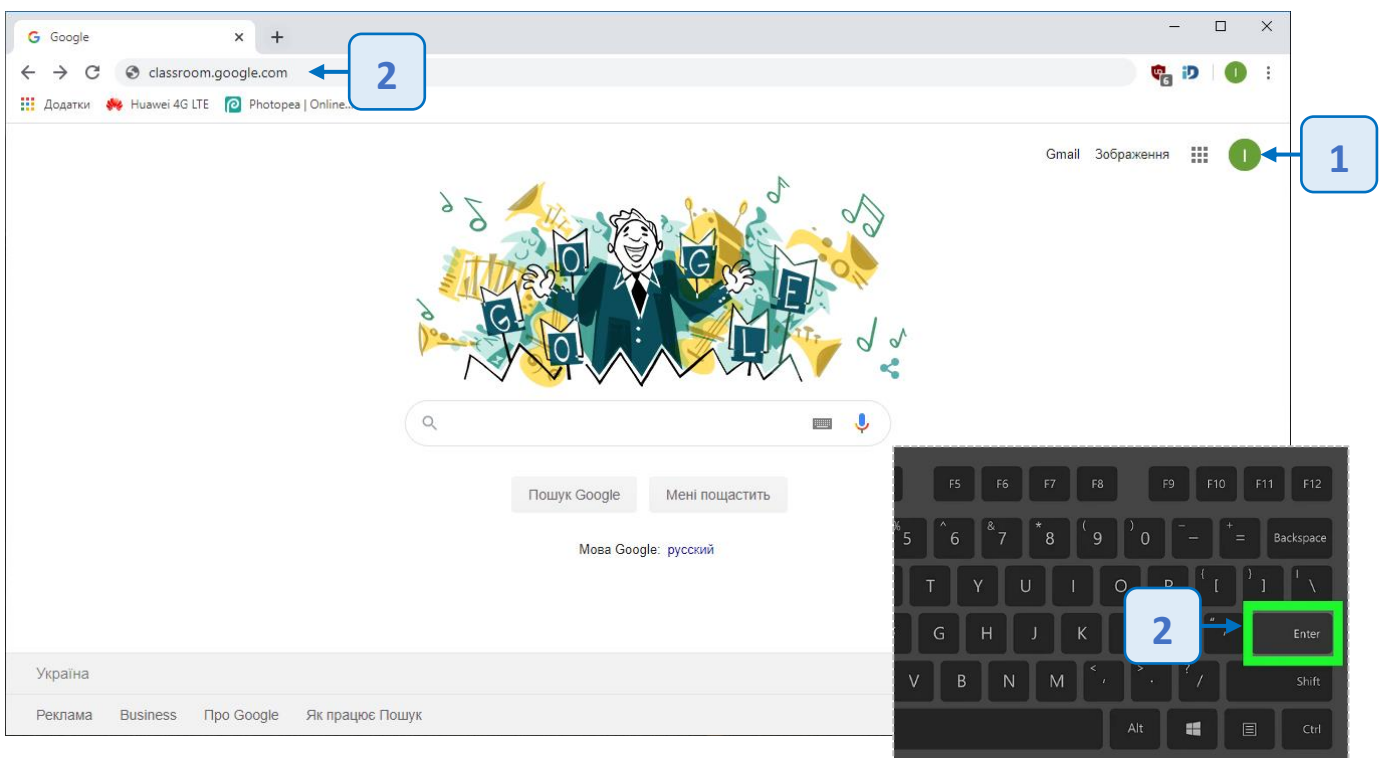 Google
classroom.google.com
2
6
I
Додатки
Huawei 4G LTE
Photopea | Online...
Gmail
Зображення
I
1
G O O G L E
Пошук Google
Мені пощастить
Мова Google: русский
Україна
Реклама
Business
Про Google
Як працює Пошук
F5 F6 F7 F8 F9 F10 F11 F12
% 5 ^ 6 & 7 * 8 ( 9 ) 0 _ - + = Backspace
T Y U I O P { [ } ] | \
G H J K " ' Enter
2
V B N M < , > . ? / Shift
Alt Ctrl